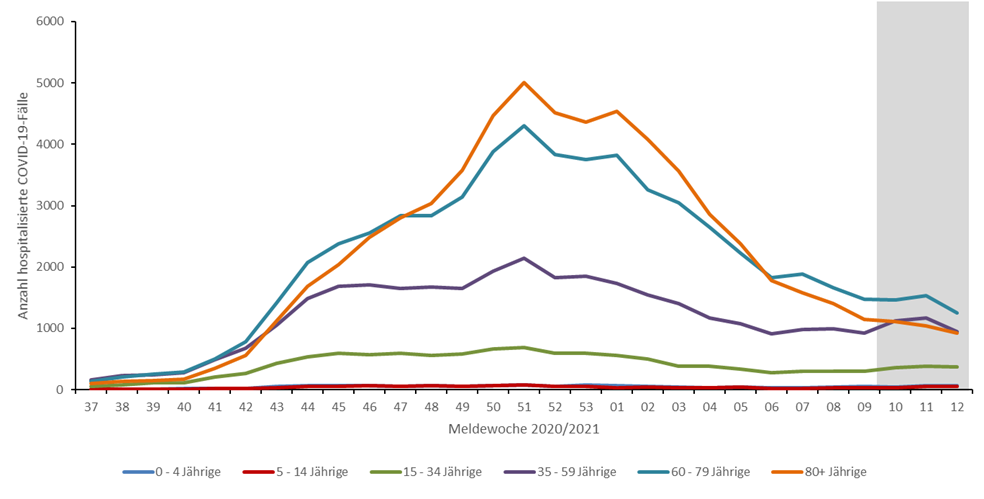 6000
5000
4000
3000
2000
1000
0
Anzahl hospitalisierte COVID-19-Fälle
37 38 39 40 41 42 43 44 45 46 47 48 49 50 51 52 53 01 02 03 04 05 06 07 08 09 10 11 12
Meldewoche 2020/2021
0 - 4 Jährige 5 - 14 Jährige 15 - 34 Jährige 35 - 59 Jährige 60 - 79 Jährige 80+ Jährige